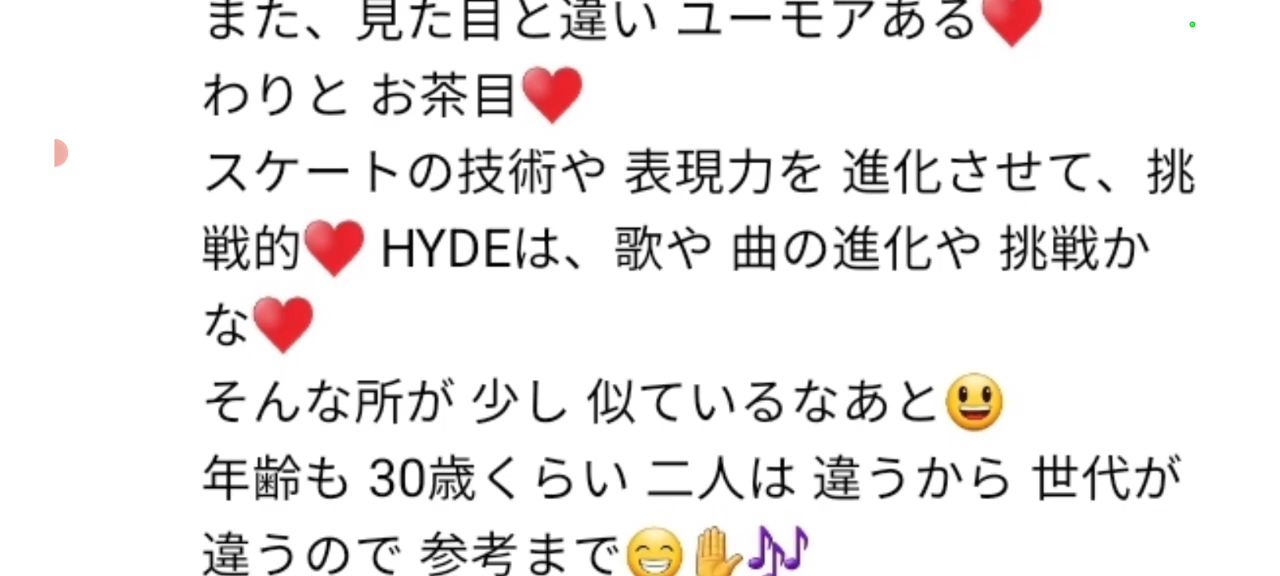 また、見た目と違い ユーモアある♥️
わりと お茶目♥️
スケートの技術や 表現力を 進化させて、挑
戦的♥️ HYDEは、歌や 曲の進化や 挑戦か
な♥️
そんな所が 少し 似ているなあと😃
年齢も 30歳くらい 二人は 違うから 世代が
違うので 参考まで😁✋🎶